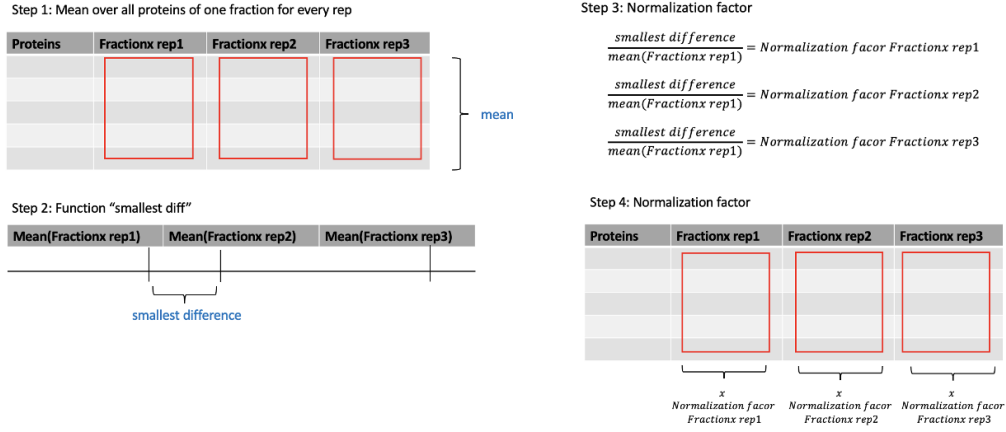 Step 1: Mean over all proteins of one fraction for every rep
Proteins Fractionx rep1 Fractionx rep2 Fractionx rep3
mean
Step 2: Function “smallest diff”
Mean(Fractionx rep1) Mean(Fractionx rep2) Mean(Fractionx rep3)
smallest difference
Step 3: Normalization factor
smallest difference
mean(Fractionx rep1)
= Normalization facor Fractionx rep1
smallest difference
mean(Fractionx rep1)
= Normalization facor Fractionx rep2
smallest difference
mean(Fractionx rep1)
= Normalization facor Fractionx rep3
Step 4: Normalization factor
Proteins Fractionx rep1 Fractionx rep2 Fractionx rep3
x x x
Normalization facor Normalization facor Normalization facor
Fractionx rep1 Fractionx rep2 Fractionx rep3